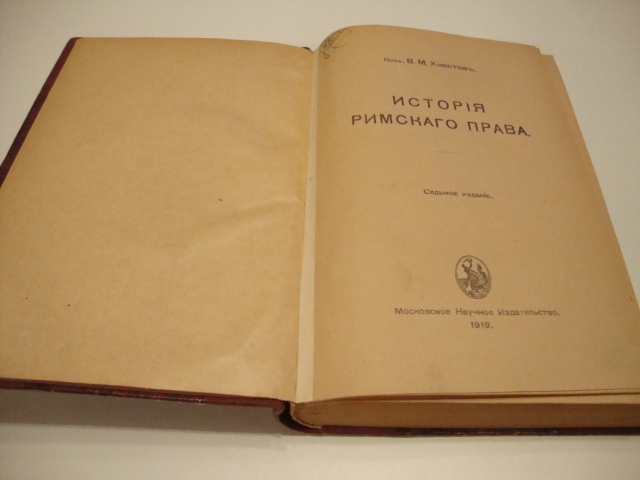 Проф. В. М. Хвостовъ.
ИСТОРІЯ
РИМСКАГО ПРАВА.
Седьмое изданіе.
Московское Научное Издательство.
1919.